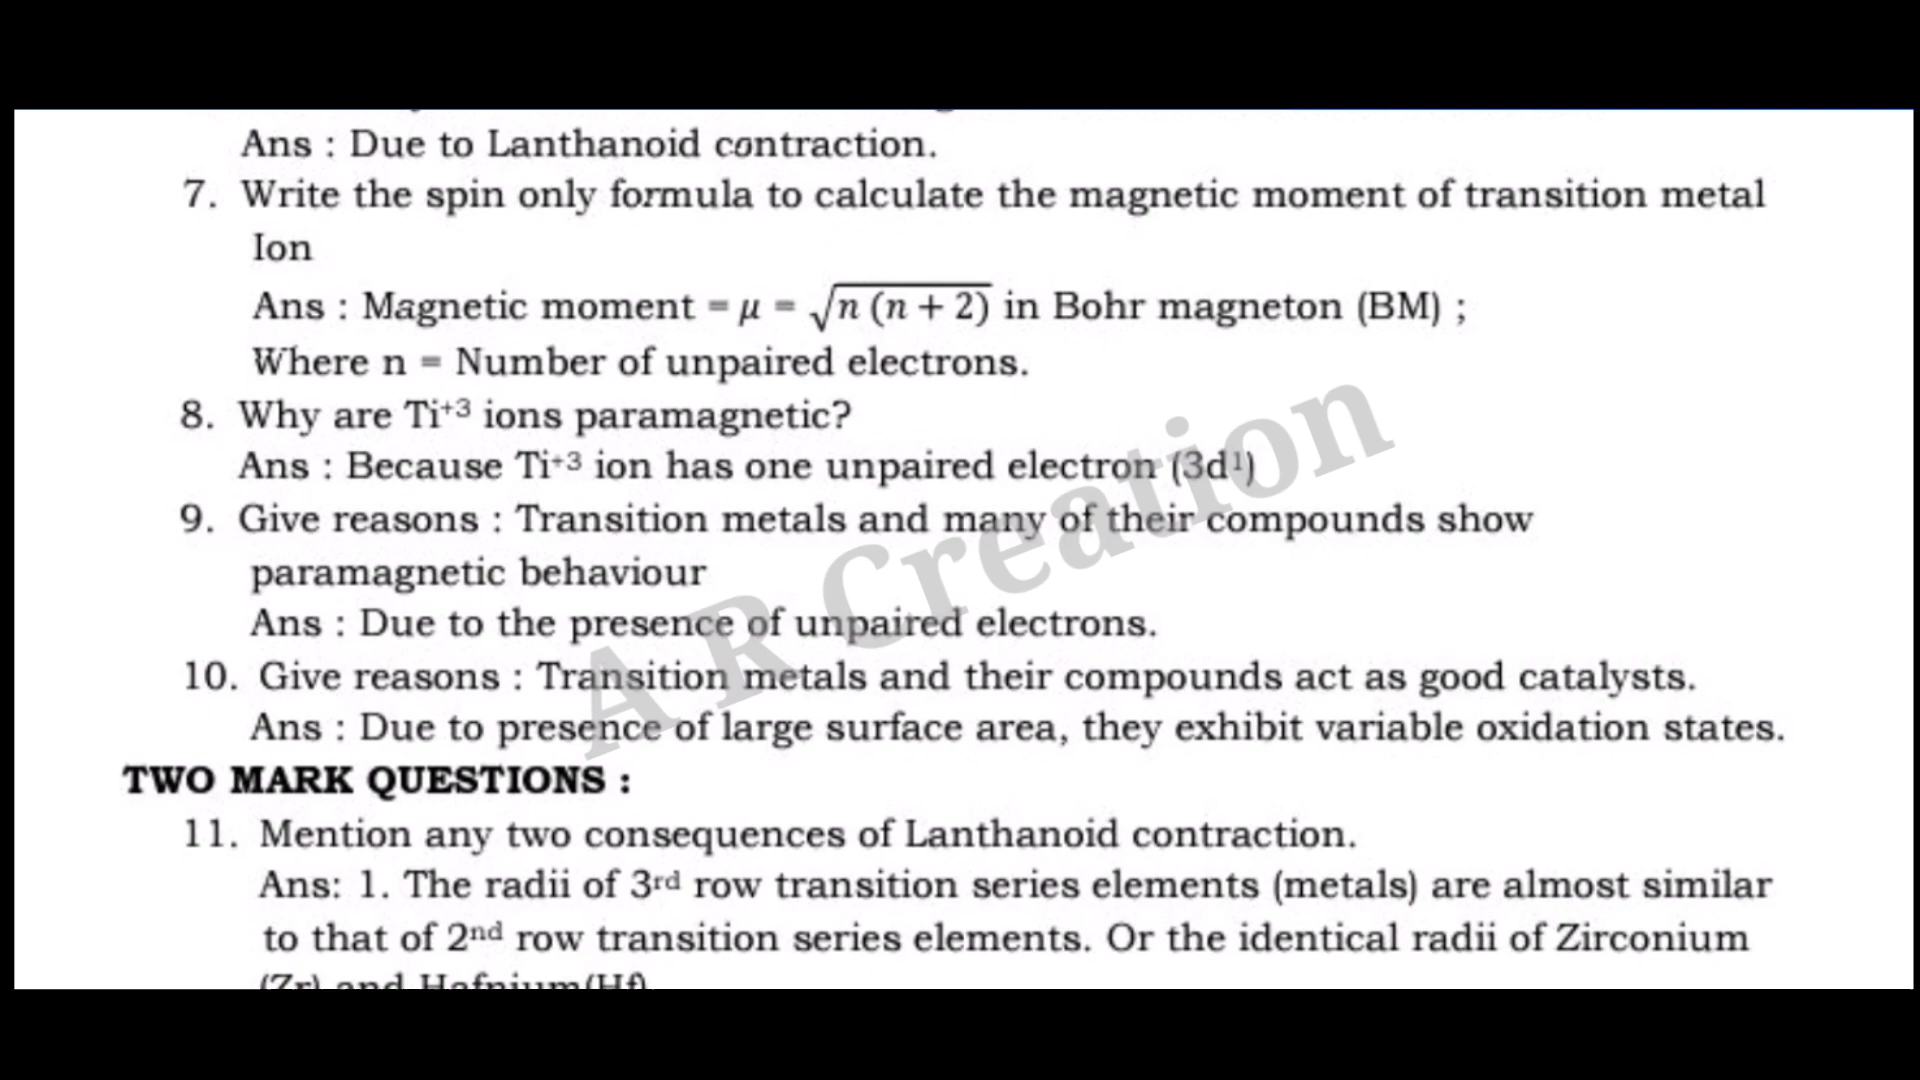 Ans : Due to Lanthanoid contraction.
7. Write the spin only formula to calculate the magnetic moment of transition metal
Ion
Ans : Magnetic moment = μ = √n (n + 2) in Bohr magneton (BM) ;
Where n = Number of unpaired electrons.
8. Why are Ti⁺³ ions paramagnetic?
Ans : Because Ti⁺³ ion has one unpaired electron (3d¹)
9. Give reasons : Transition metals and many of their compounds show
paramagnetic behaviour
Ans : Due to the presence of unpaired electrons.
10. Give reasons : Transition metals and their compounds act as good catalysts.
Ans : Due to presence of large surface area, they exhibit variable oxidation states.
TWO MARK QUESTIONS :
11. Mention any two consequences of Lanthanoid contraction.
Ans: 1. The radii of 3rd row transition series elements (metals) are almost similar
to that of 2nd row transition series elements. Or the identical radii of Zirconium
(Zr) and Hafnium(Hf)
A R Creation